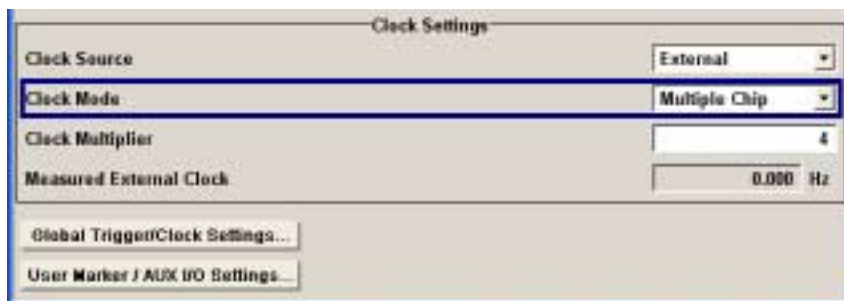 Clock Settings
Clock Source External
Clock Mode Multiple Chip
Clock Multiplier 4
Measured External Clock 0.000 Hz
Global Trigger/Clock Settings...
User Marker / AUX I/O Settings...